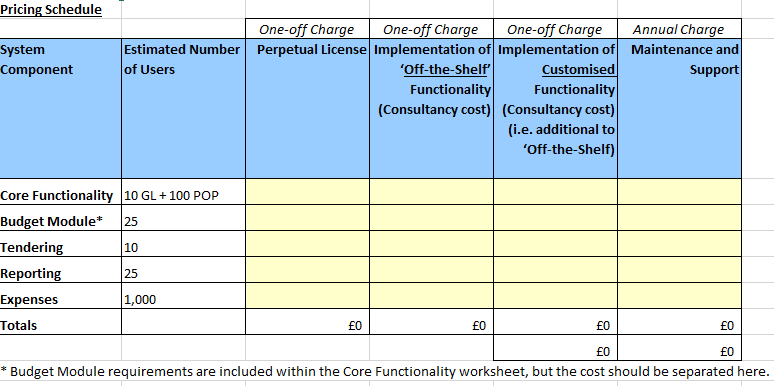 Pricing Schedule
One-off Charge One-off Charge One-off Charge Annual Charge
System Estimated Number Perpetual License Implementation of Implementation of Maintenance and
Component of Users ‘Off-the-Shelf’ Customised Support
Functionality Functionality
(Consultancy cost) (Consultancy cost)
(i.e. additional to
‘Off-the-Shelf)
Core Functionality 10 GL + 100 POP
Budget Module* 25
Tendering 10
Reporting 25
Expenses 1,000
Totals £0 £0 £0 £0
£0 £0
* Budget Module requirements are included within the Core Functionality worksheet, but the cost should be separated here.